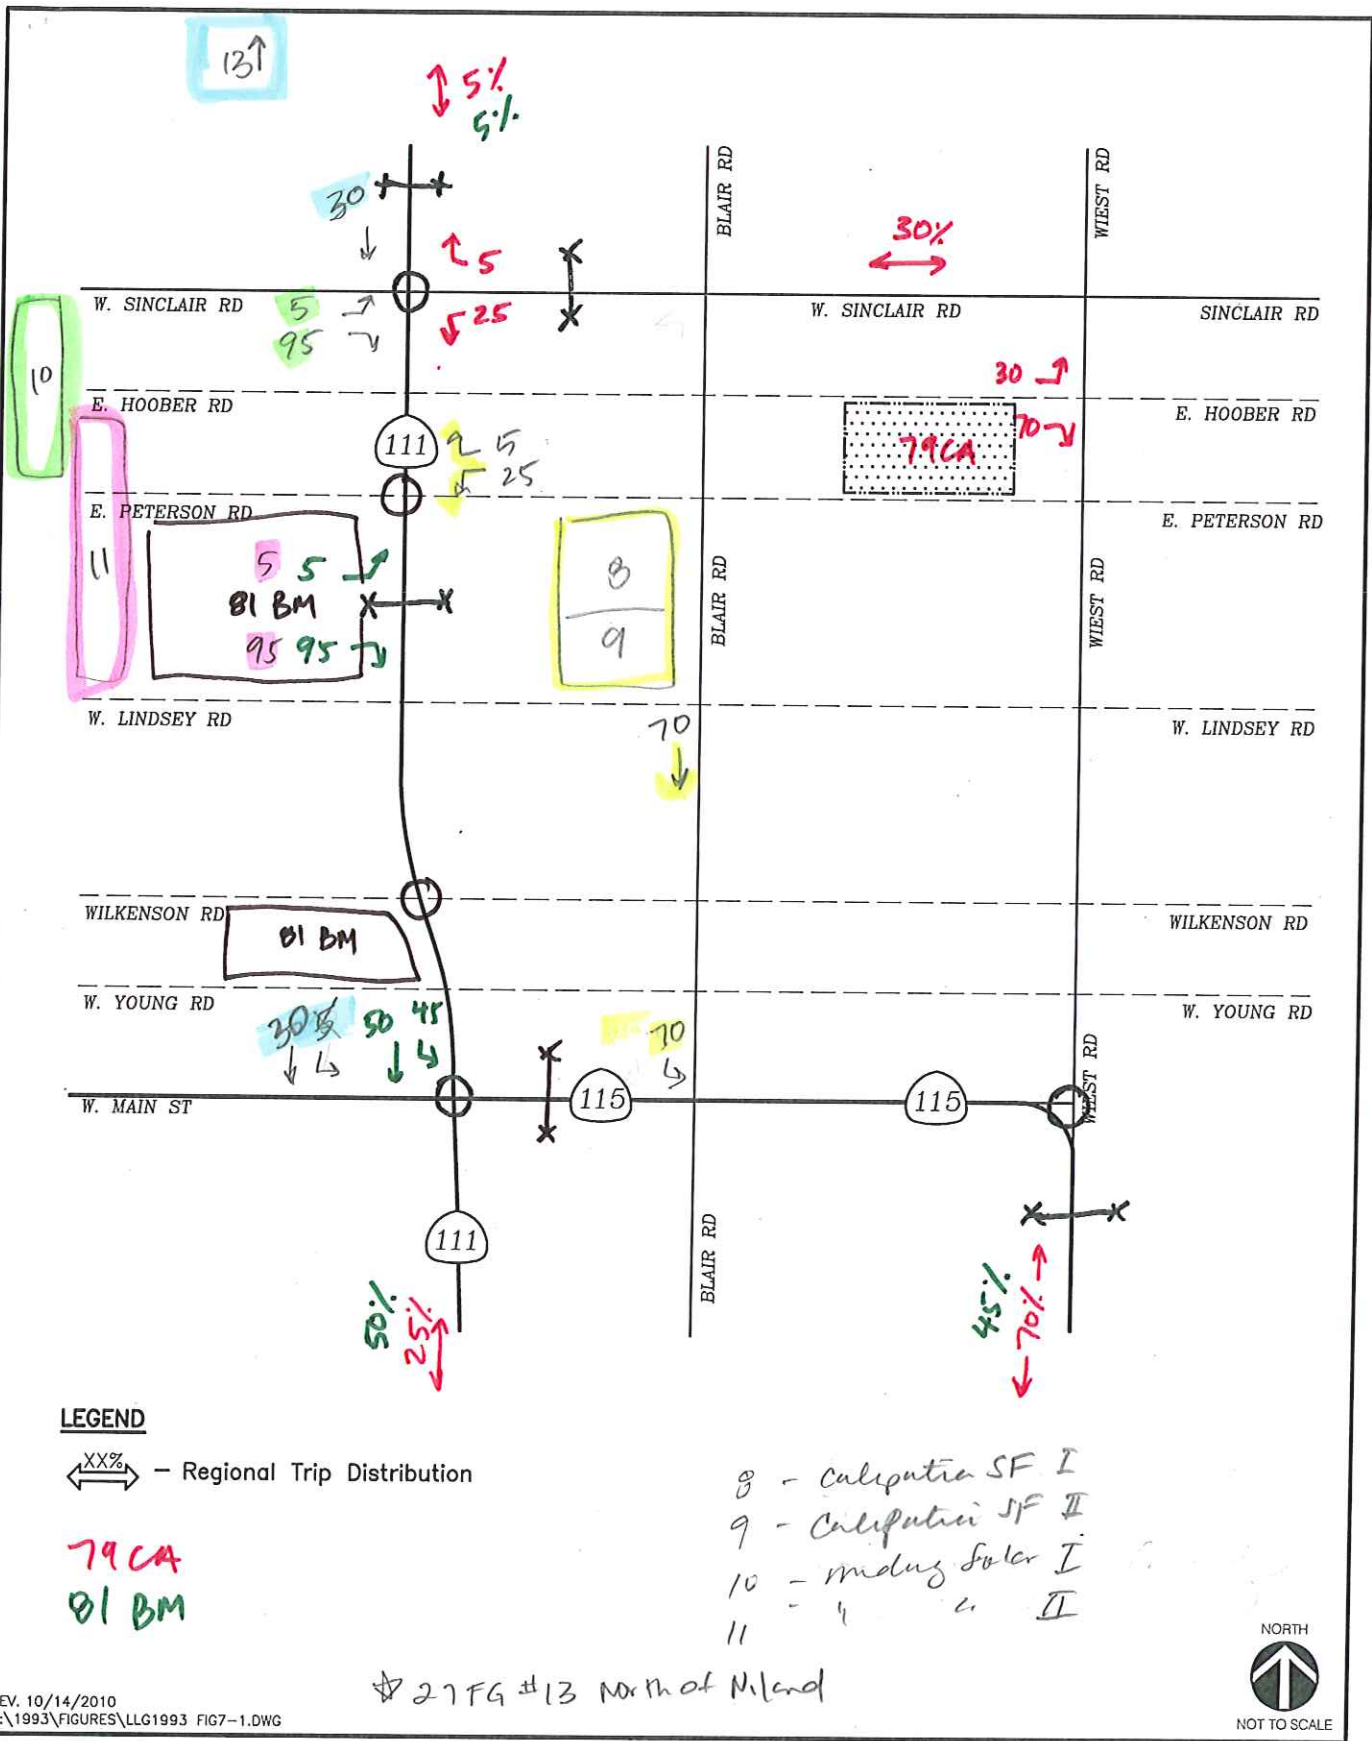 13↑
↕ 5%
5%
30
↓
BLAIR RD
WIEST RD
5
25
30%
W. SINCLAIR RD
W. SINCLAIR RD
SINCLAIR RD
5
95
10
30
E. HOOBER RD
E. HOOBER RD
70
79CA
111
5
25
E. PETERSON RD
E. PETERSON RD
11
5 5
81 BM
95 95
8
9
BLAIR RD
WIEST RD
W. LINDSEY RD
W. LINDSEY RD
70
↓
WILKENSON RD
WILKENSON RD
81 BM
W. YOUNG RD
W. YOUNG RD
30 50 45
70
W. MAIN ST
115
115
WIEST RD
111
BLAIR RD
50%
25%
45%
70%
LEGEND
XX% – Regional Trip Distribution
79CA
81 BM
8 - Calipatria SF I
9 - Calipatria SF II
10 - Solar I
11 - " " II
27FG #13 North of Niland
EV. 10/14/2010
:\1993\FIGURES\LLG1993 FIG7-1.DWG
NORTH
NOT TO SCALE